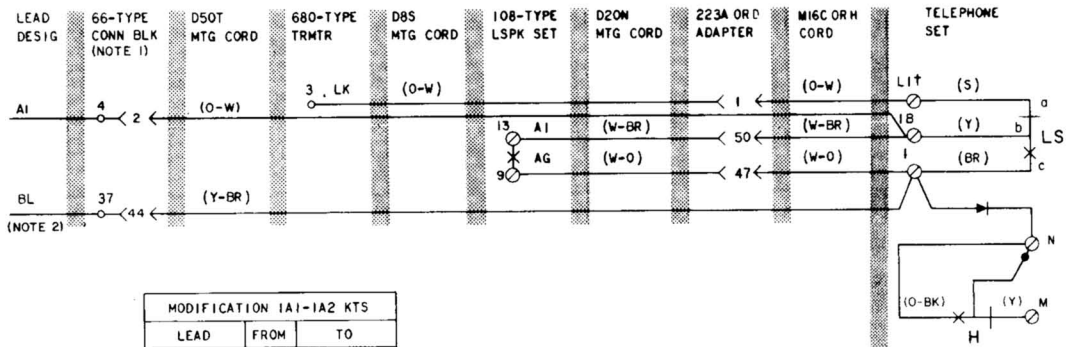 LEAD DESIG
66-TYPE CONN BLK (NOTE 1)
D50T MTG CORD
680-TYPE TRMTR
D8S MTG CORD
108-TYPE LSPK SET
D20N MTG CORD
223A OR D ADAPTER
M16C OR H CORD
TELEPHONE SET
3 LK (O-W) 1 (O-W) L1† (S) a
A1 4 2 (O-W) 18
13 A1 (W-BR) 50 (W-BR) (Y) b LS
9 AG (W-O) 47 (W-O) 1 (BR) c
BL 37 44 (Y-BR)
(NOTE 2)
N
(O-BK) (Y) M
H
MODIFICATION 1A1-1A2 KTS
LEAD FROM TO